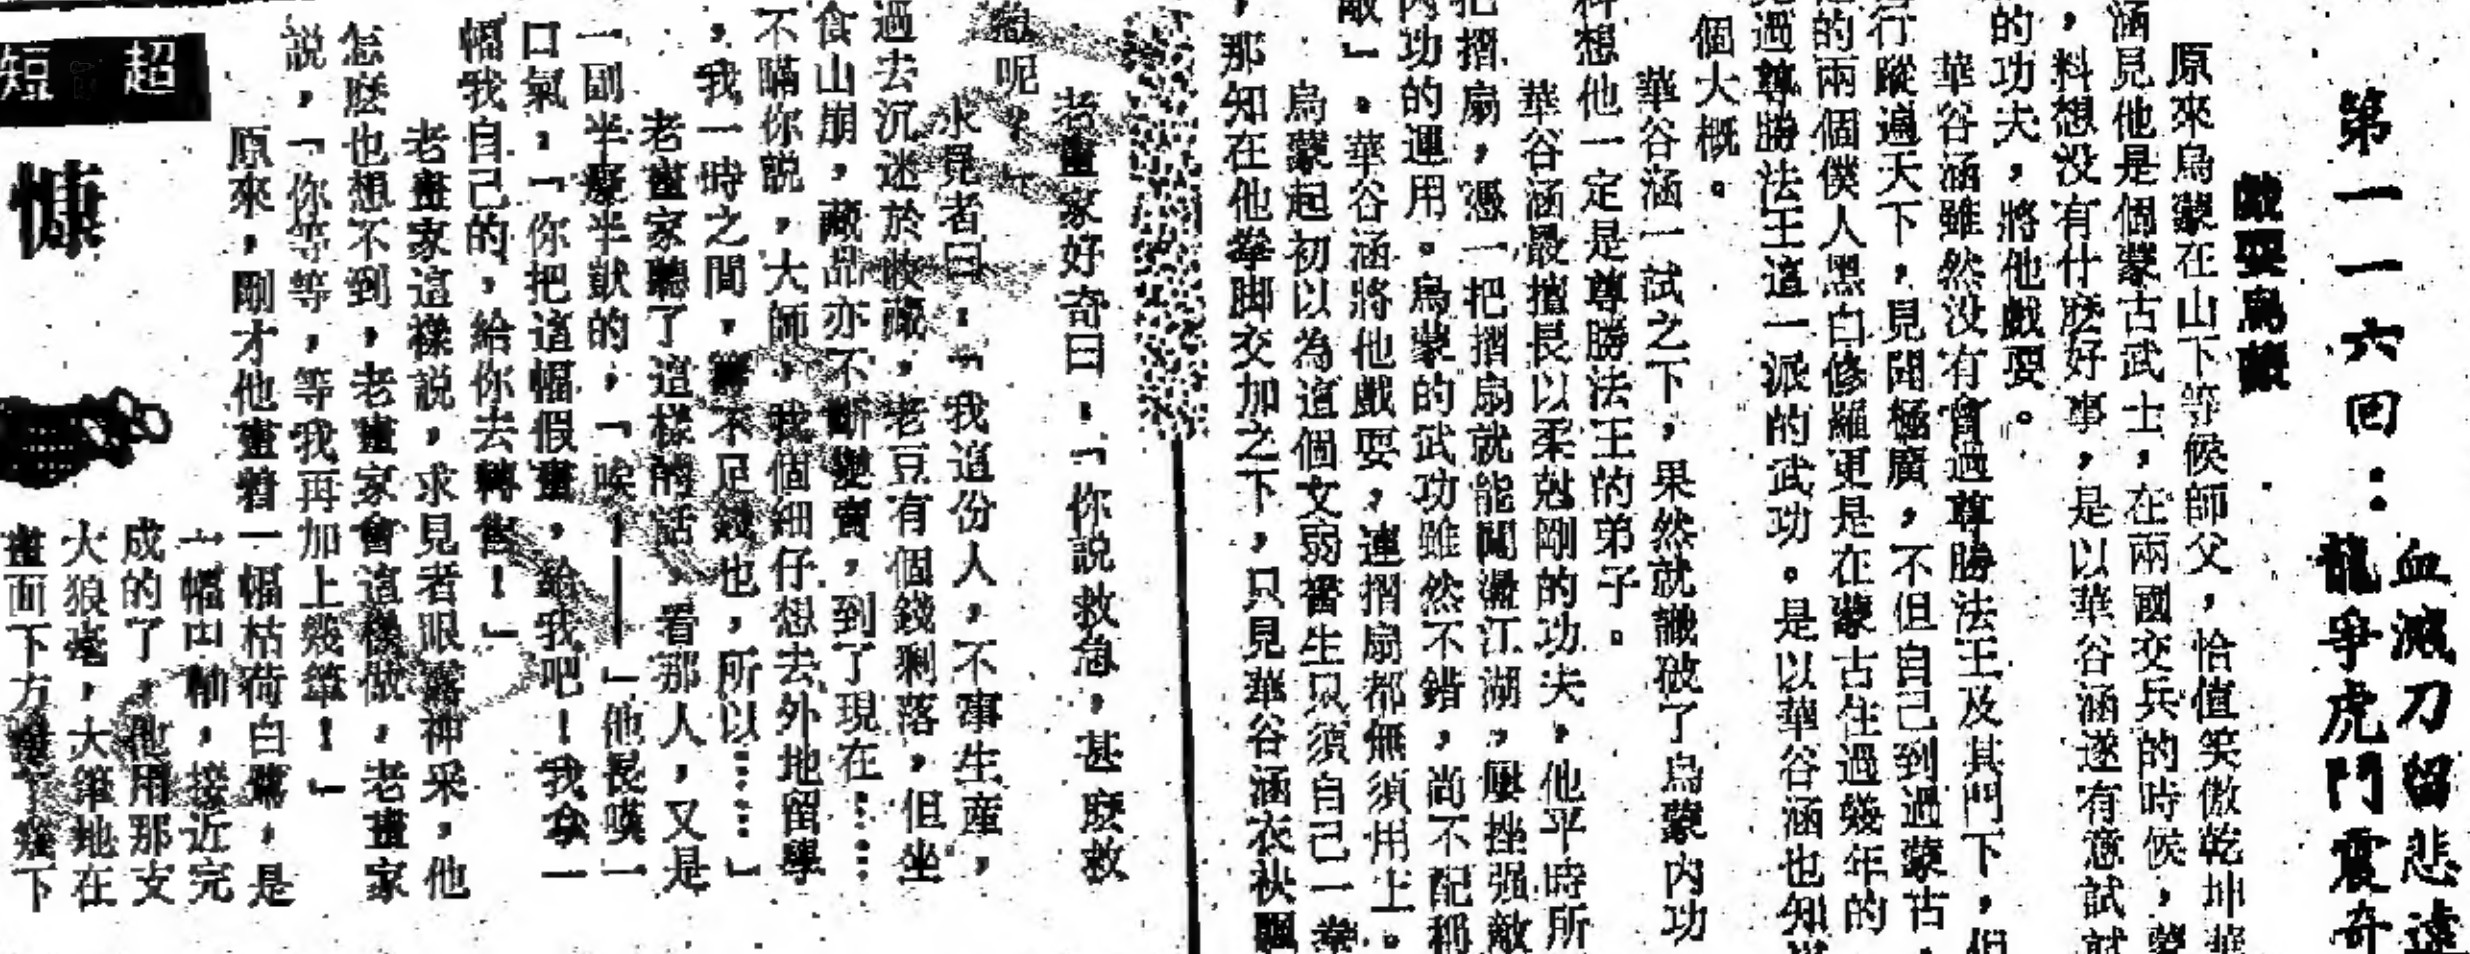 第一一六回：
血濺刀留悲
龍爭虎鬥震奇
戲耍烏蒙
原來烏蒙在山下等候師父，恰值笑傲乾坤華
涵見他是個蒙古武士，在兩國交兵的時候，蒙
，料想没有什麽好事，是以華谷涵遂有意試試
的功夫，將他戲耍。
華谷涵雖然没有會過尊勝法王及其門下，但
行蹤遍天下，見聞極廣，不但自己到過蒙古，
的兩個僕人黑白修羅更是在蒙古住過幾年的
過尊勝法王這一派的武功。是以華谷涵也知道
個大概。
華谷涵一試之下，果然就識破了烏蒙內功
料想他一定是尊勝法王的弟子。
華谷涵最擅長以柔尅剛的功夫，他平時所
把摺扇，憑一把摺扇就能闖盪江湖，屢挫强敵
內功的運用。烏蒙的武功雖然不錯，尚不配稱
敵」。華谷涵將他戲耍，連摺扇都無須用上。
烏蒙起初以為這個文弱書生只須自己一拳
，那知在他拳脚交加之下，只見華谷涵衣袂飄
老畫家好奇曰：「你説救急，甚麽救
急呢？」
求見者曰：「我這份人，不事生產，
過去沉迷於收藏，老豆有個錢剩落，但坐
食山崩，藏品亦不斷變賣，到了現在……
不瞞你説，大師，我個細仔想去外地留學
，我一時之間，籌不足錢也，所以……」
老畫家聽了這樣的話，看那人，又是
一副半癡半獃的，「唉！——」他長嘆一
口氣，「你把這幅假畫，給我吧！我拿一
幅我自己的，給你去轉售！」
老畫家這樣説，求見者眼露神采，他
怎麽也想不到，老畫家會這樣做，老畫家
説，「你等等，等我再加上幾筆！」
原來，剛才他畫着一幅枯荷白鷺，是
一幅中軸，接近完
成的了，他用那支
大狼毫，大筆地在
畫面下方
幾下
超
短
慷